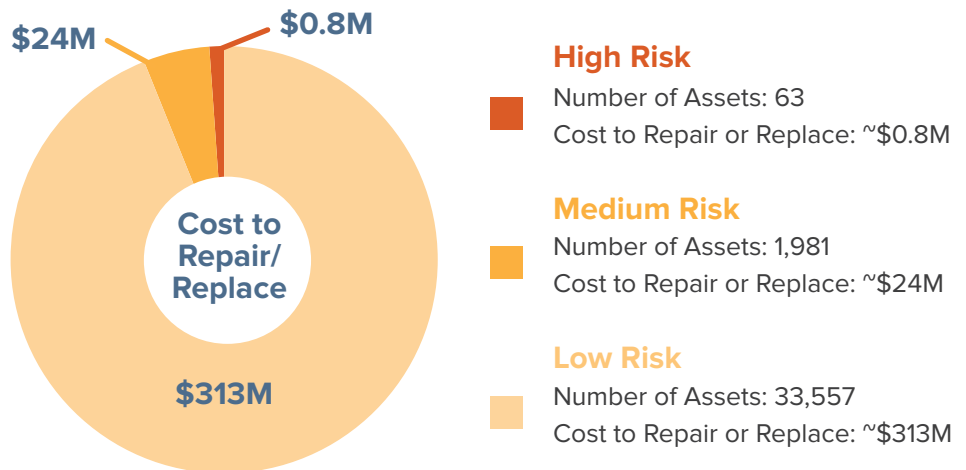 $24M
$0.8M
Cost to
Repair/
Replace
$313M
High Risk
Number of Assets: 63
Cost to Repair or Replace: ~$0.8M
Medium Risk
Number of Assets: 1,981
Cost to Repair or Replace: ~$24M
Low Risk
Number of Assets: 33,557
Cost to Repair or Replace: ~$313M